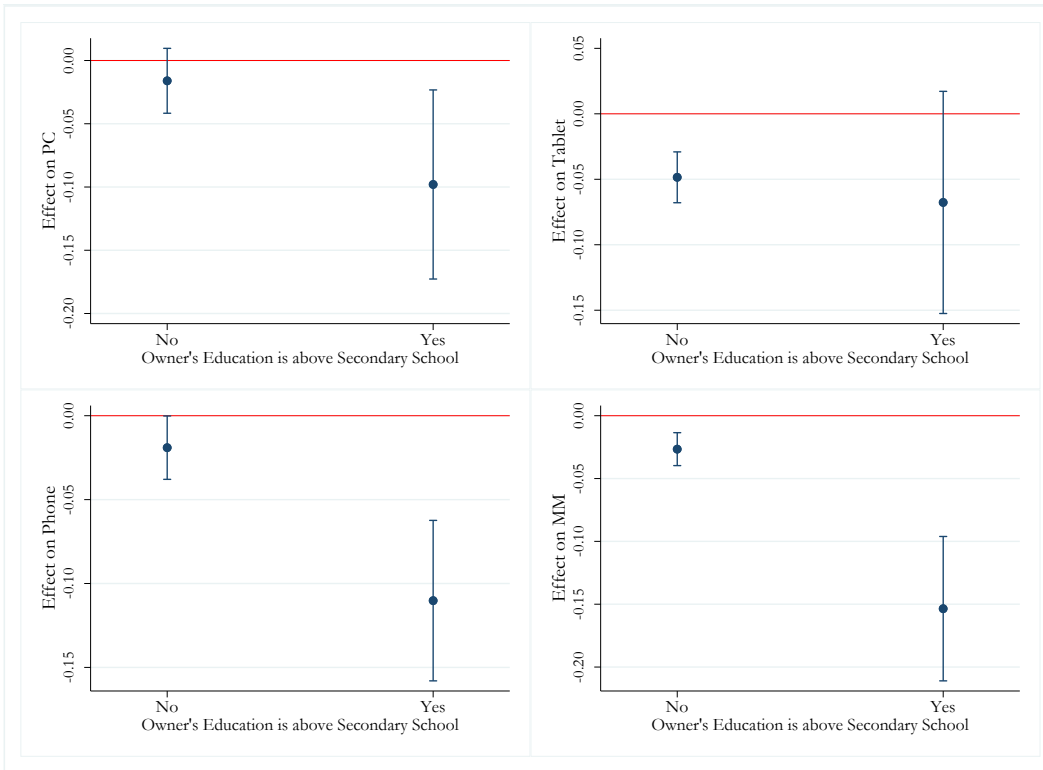 Effect on PC
0.00
-0.05
-0.10
-0.15
-0.20
No Yes
Owner's Education is above Secondary School
Effect on Tablet
0.05
0.00
-0.05
-0.10
-0.15
No Yes
Owner's Education is above Secondary School
Effect on Phone
0.00
-0.05
-0.10
-0.15
No Yes
Owner's Education is above Secondary School
Effect on MM
0.00
-0.05
-0.10
-0.15
-0.20
No Yes
Owner's Education is above Secondary School